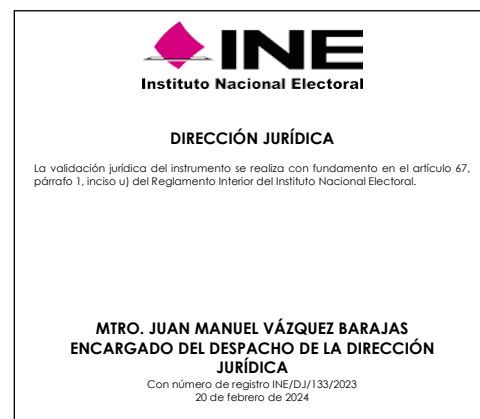 INE
Instituto Nacional Electoral
DIRECCIÓN JURÍDICA
La validación jurídica del instrumento se realiza con fundamento en el artículo 67,
párrafo 1, inciso u) del Reglamento Interior del Instituto Nacional Electoral.
MTRO. JUAN MANUEL VÁZQUEZ BARAJAS
ENCARGADO DEL DESPACHO DE LA DIRECCIÓN
JURÍDICA
Con número de registro INE/DJ/133/2023
20 de febrero de 2024